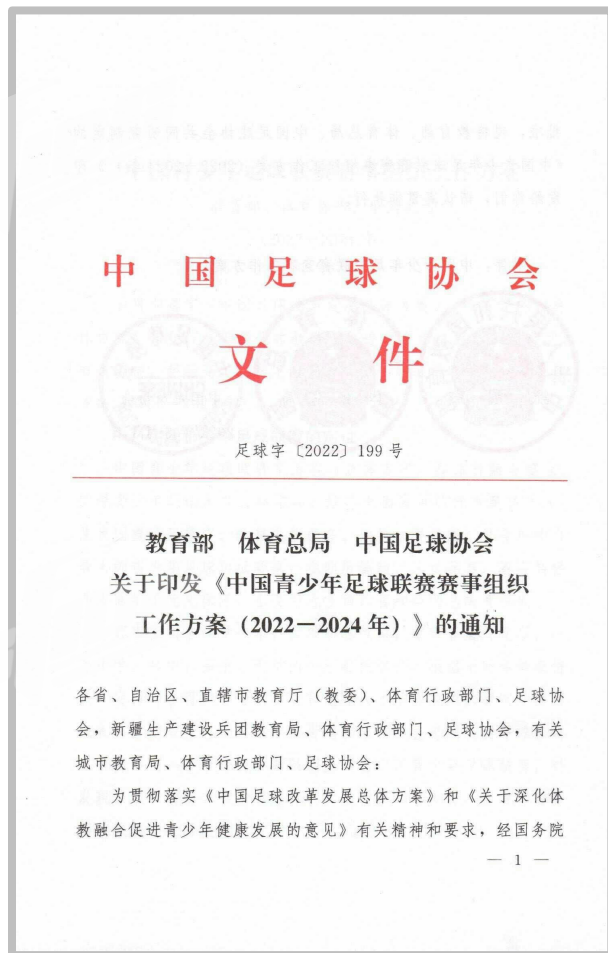 中国足球协会
文件
足球字〔2022〕199号
教育部 体育总局 中国足球协会
关于印发《中国青少年足球联赛赛事组织
工作方案（2022－2024年）》的通知
各省、自治区、直辖市教育厅（教委）、体育行政部门、足球协
会，新疆生产建设兵团教育局、体育行政部门、足球协会，有关
城市教育局、体育行政部门、足球协会：
为贯彻落实《中国足球改革发展总体方案》和《关于深化体
教融合促进青少年健康发展的意见》有关精神和要求，经国务院
— 1 —